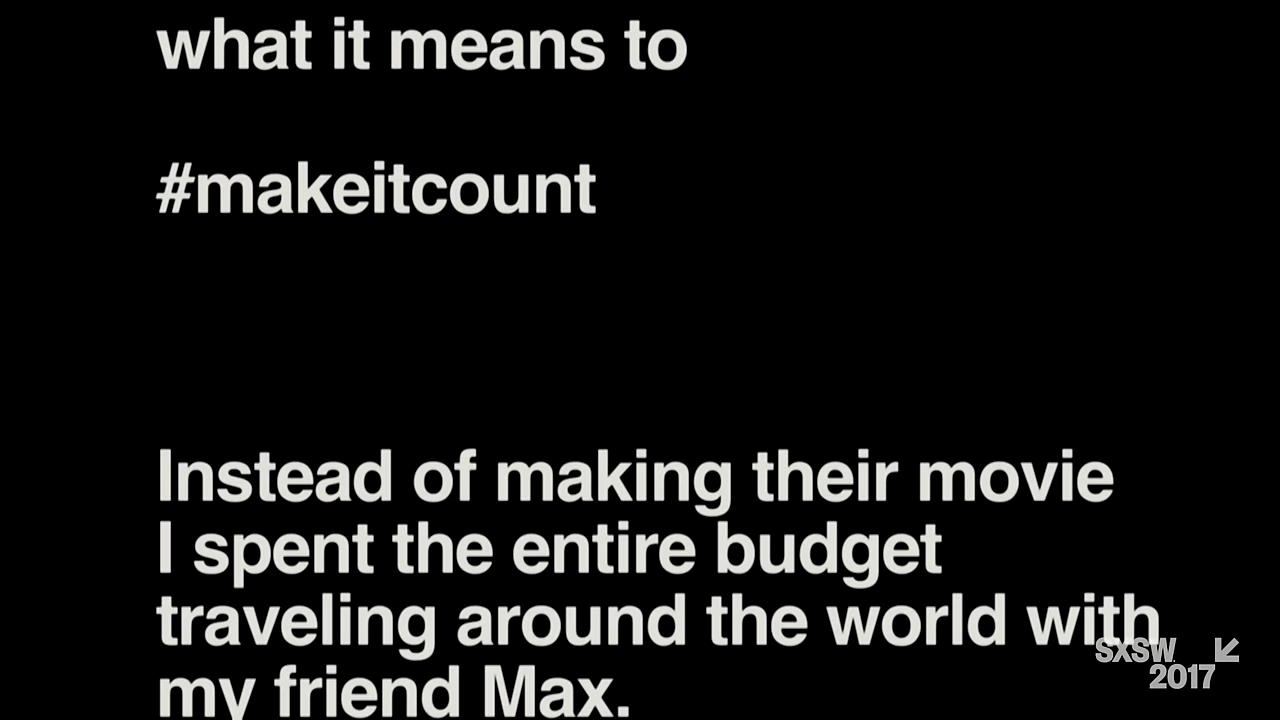 what it means to
#makeitcount
Instead of making their movie
I spent the entire budget
traveling around the world with
my friend Max.
SXSW
2017